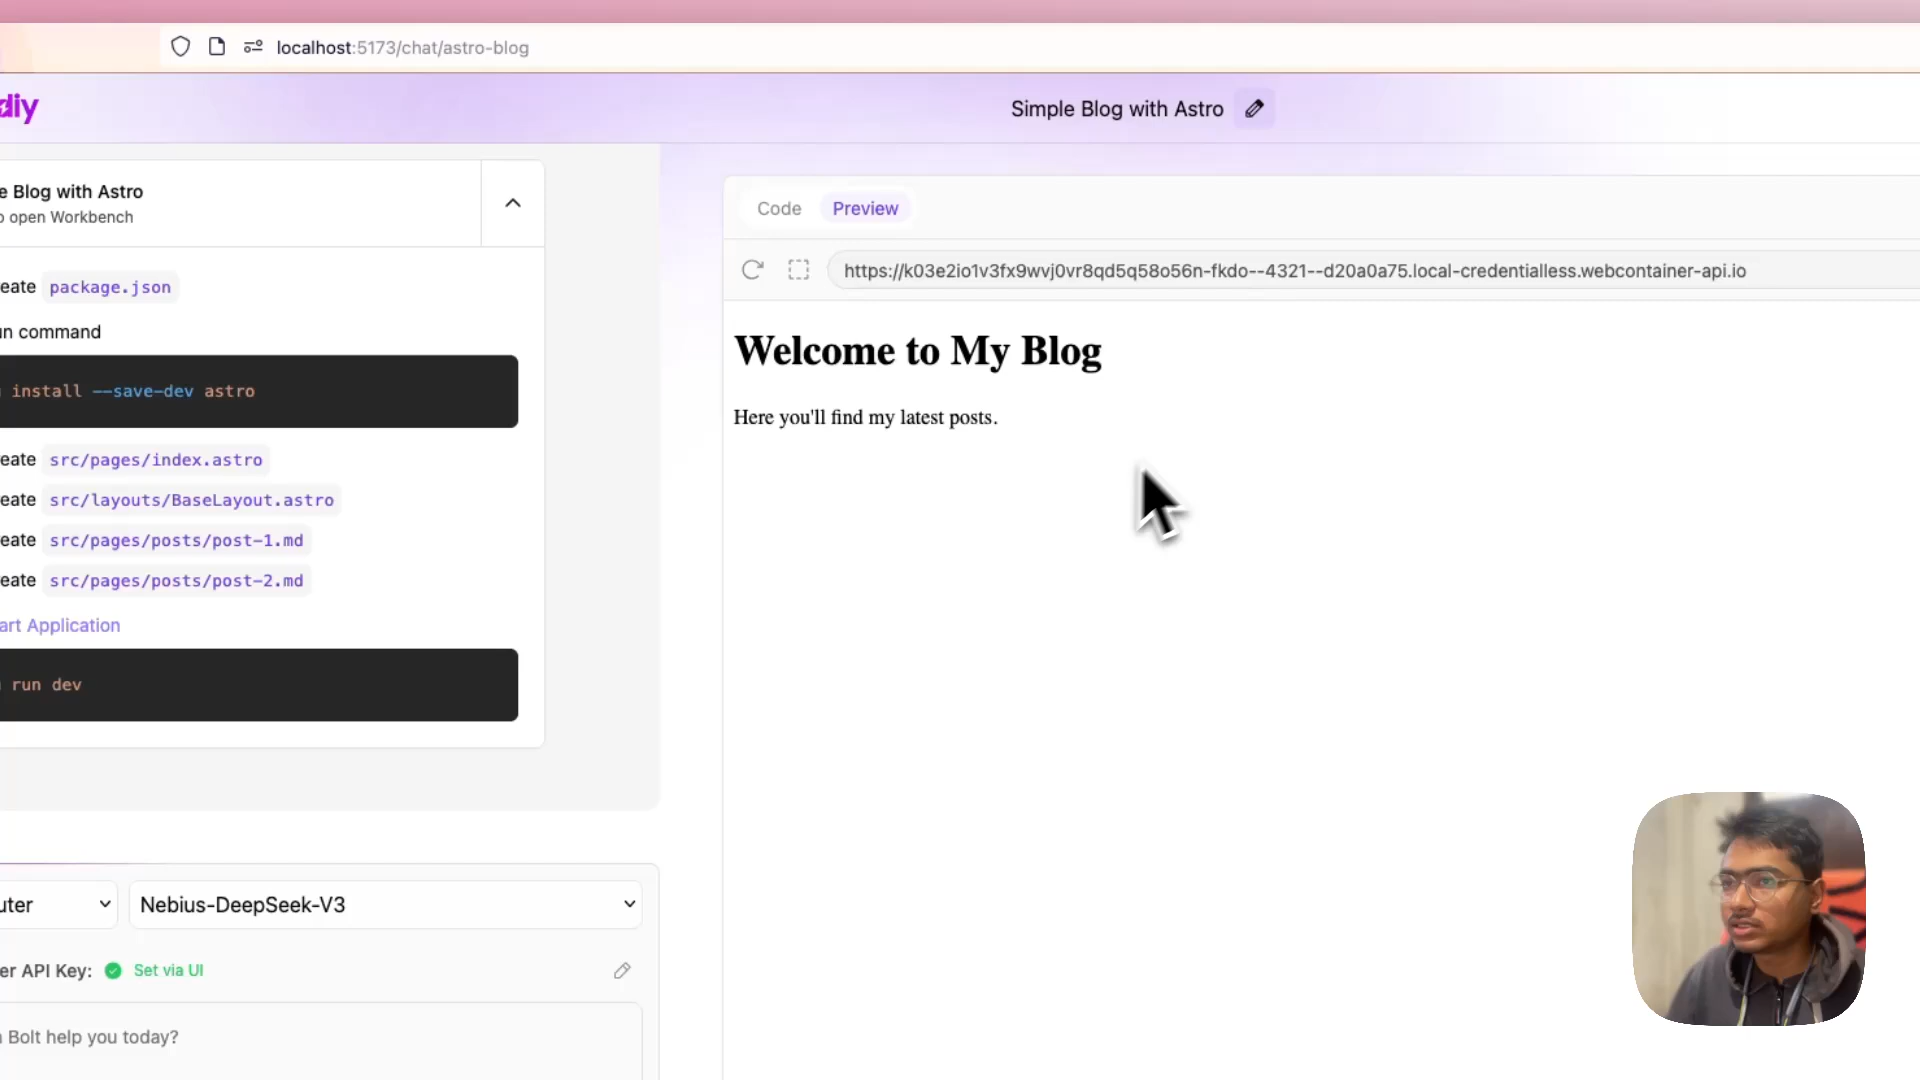 localhost:5173/chat/astro-blog
diy
Simple Blog with Astro
e Blog with Astro
o open Workbench
eate package.json
un command
install --save-dev astro
eate src/pages/index.astro
eate src/layouts/BaseLayout.astro
eate src/pages/posts/post-1.md
eate src/pages/posts/post-2.md
art Application
run dev
uter
Nebius-DeepSeek-V3
er API Key: Set via UI
Bolt help you today?
Code Preview
https://k03e2io1v3fx9wvj0vr8qd5q58o56n-fkdo--4321--d20a0a75.local-credentialless.webcontainer-api.io
Welcome to My Blog
Here you'll find my latest posts.